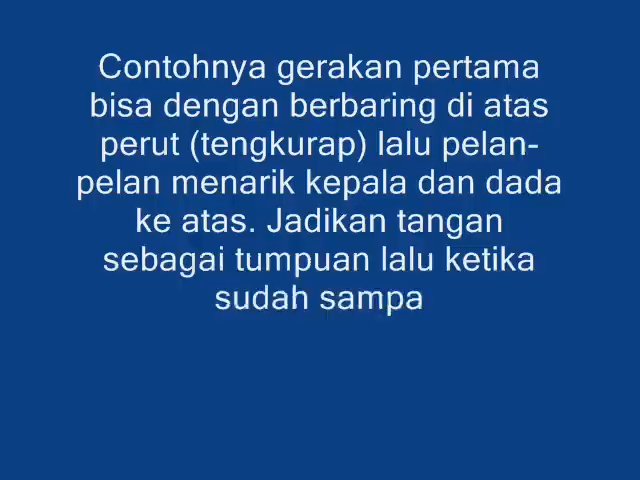 Contohnya gerakan pertama
bisa dengan berbaring di atas
perut (tengkurap) lalu pelan-
pelan menarik kepala dan dada
ke atas. Jadikan tangan
sebagai tumpuan lalu ketika
sudah sampa